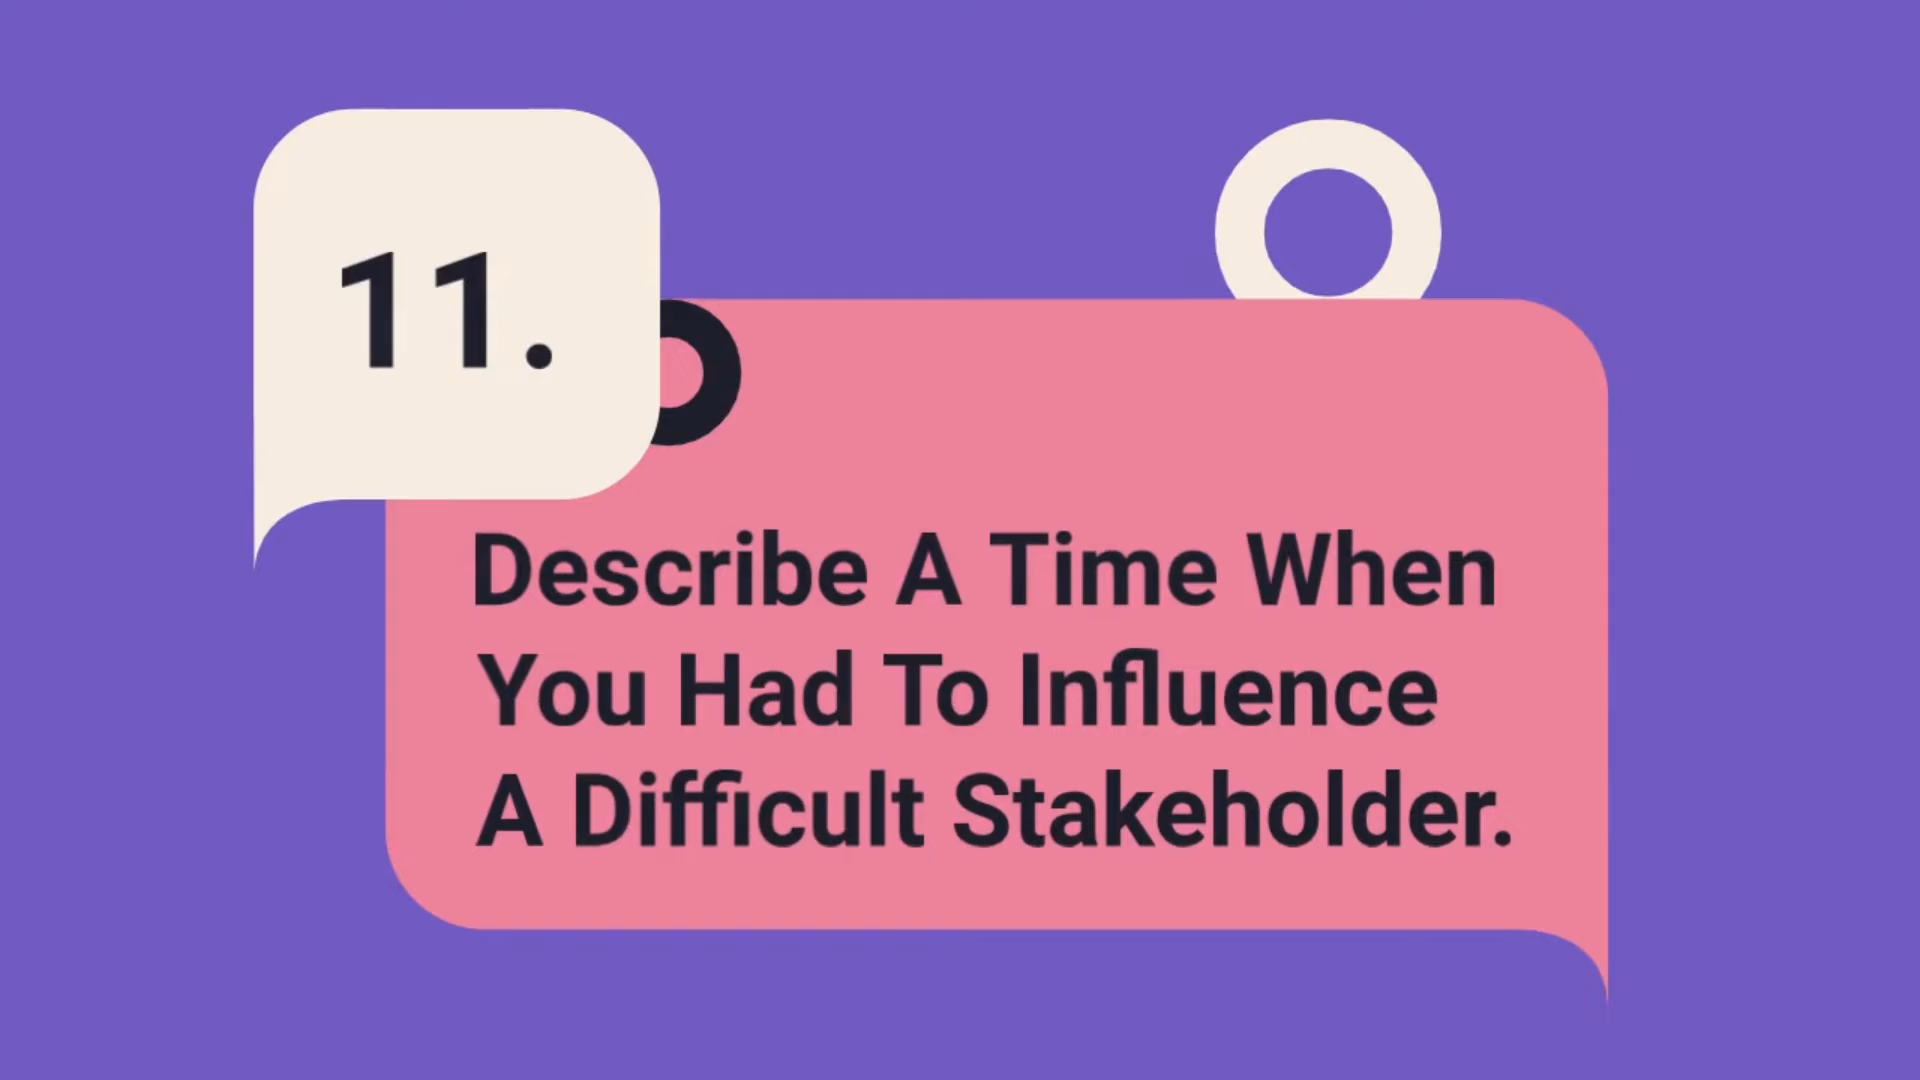 11.
Describe A Time When
You Had To Influence
A Difficult Stakeholder.